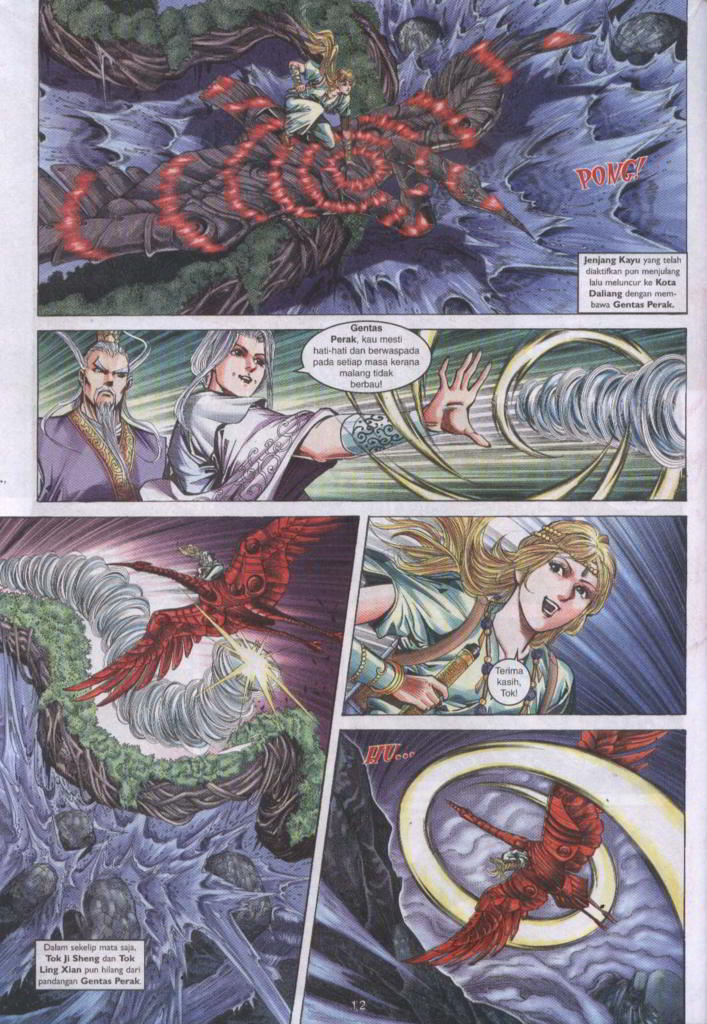 PONG!
Jenjang Kayu yang telah
diaktifkan pun menjulang
lalu meluncur ke Kota
Daliang dengan mem-
bawa Gentas Perak.
Gentas
Perak, kau mesti
hati-hati dan berwaspada
pada setiap masa kerana
malang tidak
berbau!
Terima
kasih,
Tok!
HU...
Dalam sekelip mata saja,
Tok Ji Sheng dan Tok
Ling Xian pun hilang dari
pandangan Gentas Perak.
12